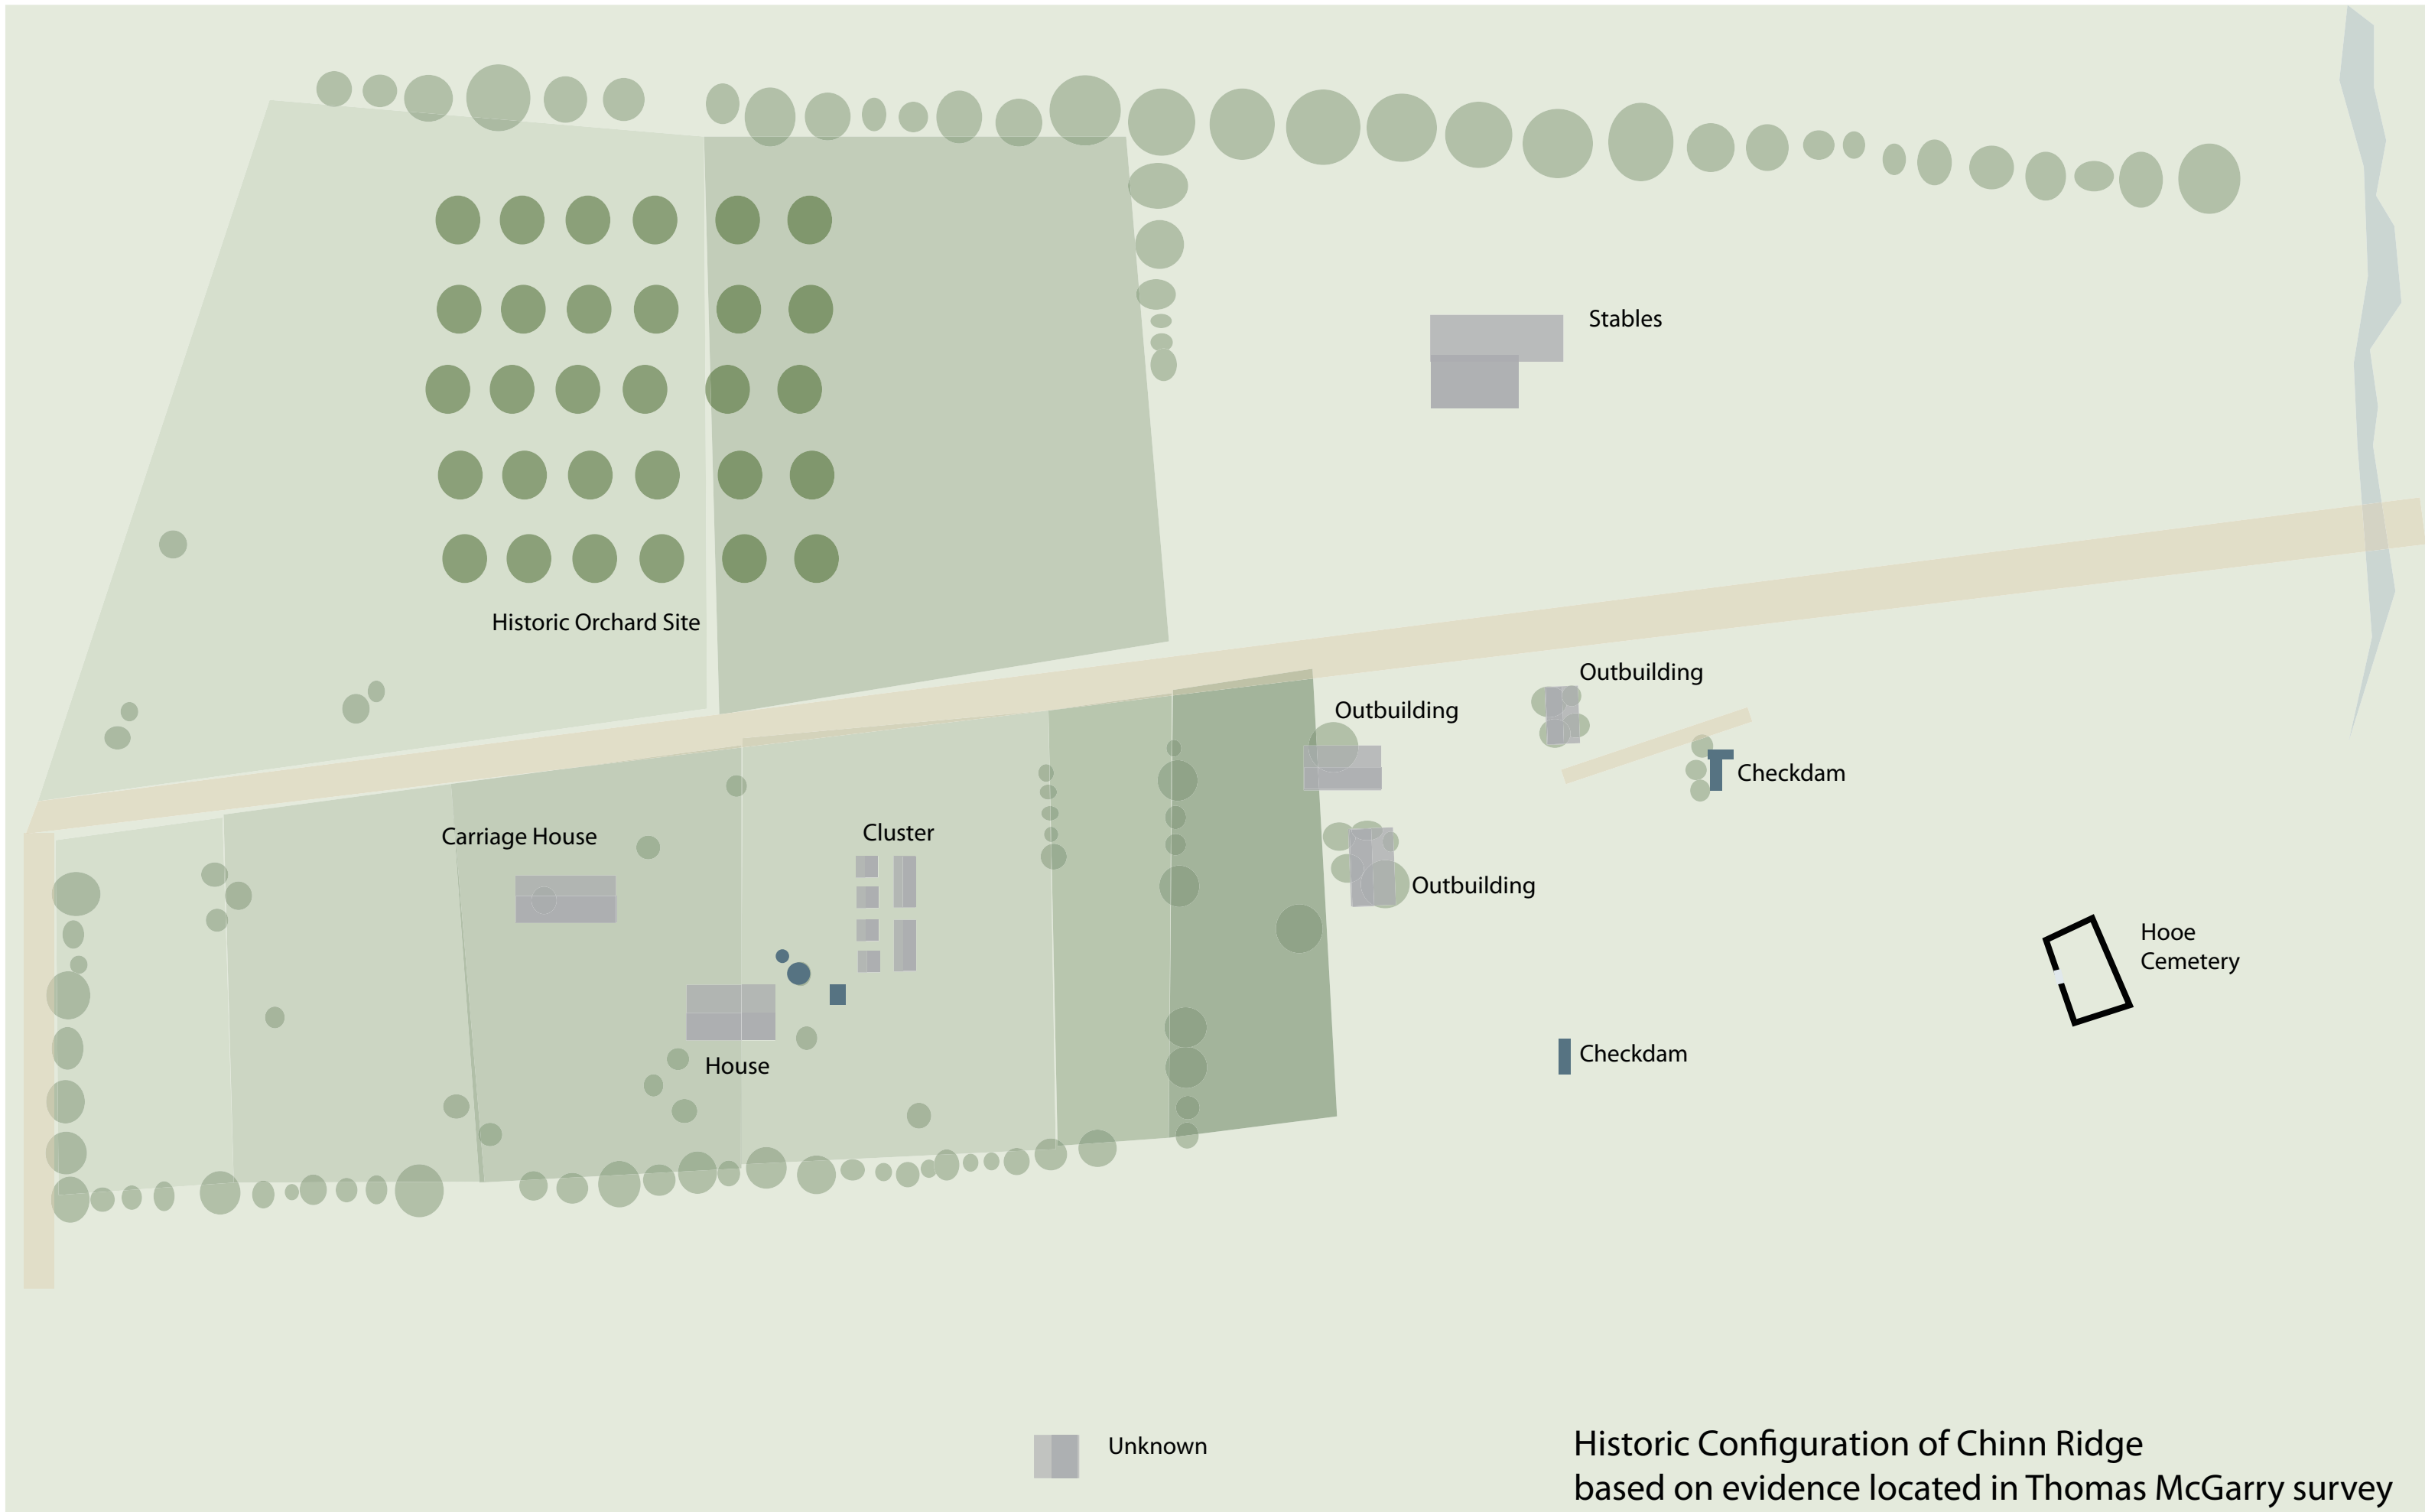 Stables
Historic Orchard Site
Outbuilding
Outbuilding
Checkdam
Carriage House
Cluster
Outbuilding
Hooe
Cemetery
Checkdam
House
Unknown
Historic Configuration of Chinn Ridge
based on evidence located in Thomas McGarry survey